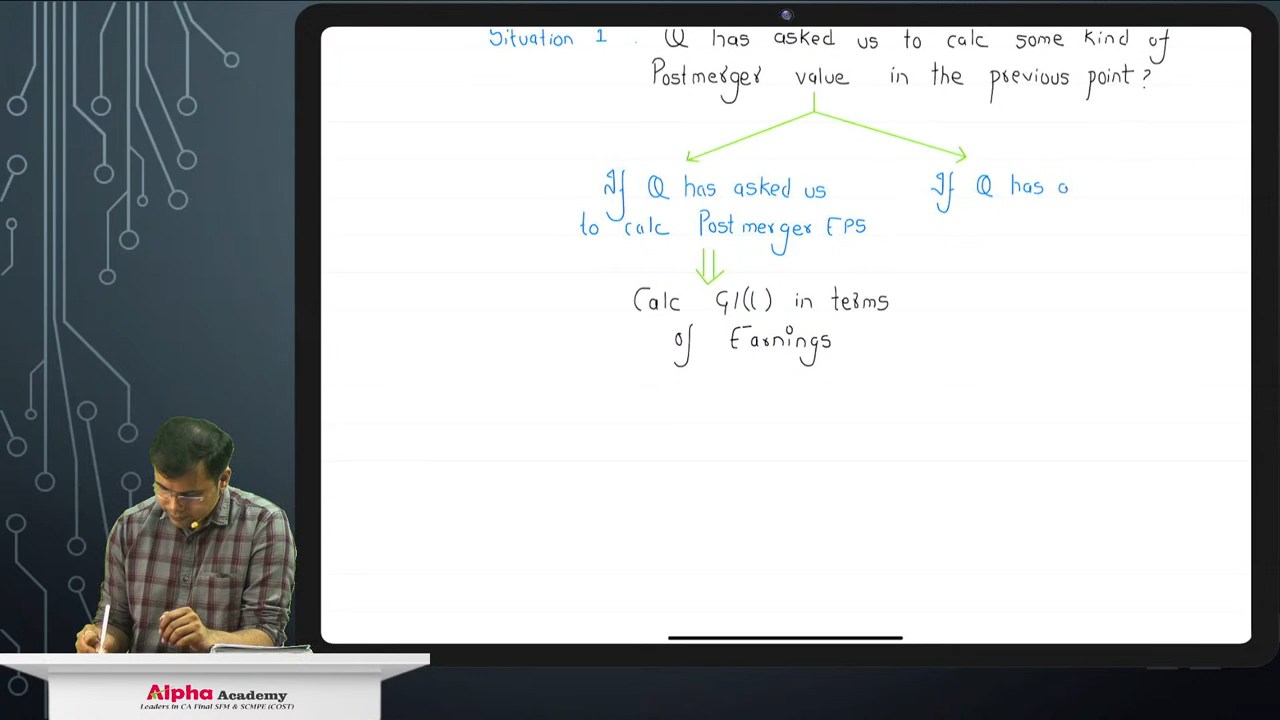 Situation 1. Q has asked us to calc some kind of
Postmerger value in the previous point?
If Q has asked us
to calc Postmerger EPS
If Q has a
Calc G/(L) in terms
of Earnings
Alpha Academy
Leaders in CA Final SFM & SCMPE (COST)